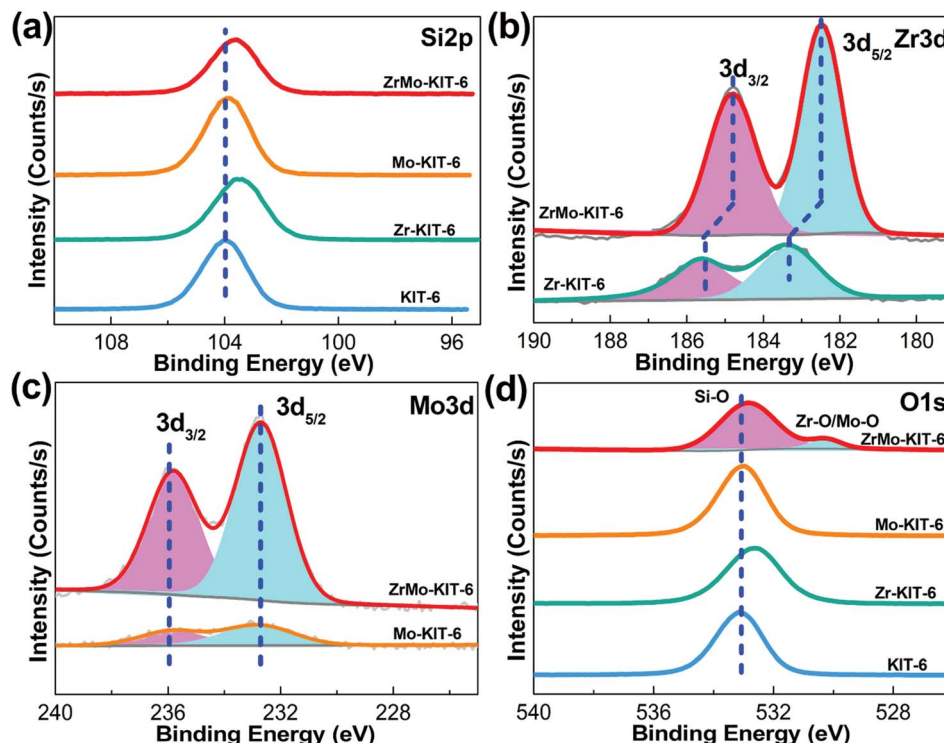 (a)
Si2p
ZrMo-KIT-6
Mo-KIT-6
Zr-KIT-6
KIT-6
Intensity (Counts/s)
108 104 100 96
Binding Energy (eV)
(b)
Zr3d
3d5/2
3d3/2
ZrMo-KIT-6
Zr-KIT-6
Intensity (Counts/s)
190 188 186 184 182 180
Binding Energy (eV)
(c)
Mo3d
3d5/2
3d3/2
ZrMo-KIT-6
Mo-KIT-6
Intensity (Counts/s)
240 236 232 228
Binding Energy (eV)
(d)
O1s
Si-O
Zr-O/Mo-O
ZrMo-KIT-6
Mo-KIT-6
Zr-KIT-6
KIT-6
Intensity (Counts/s)
540 536 532 528
Binding Energy (eV)